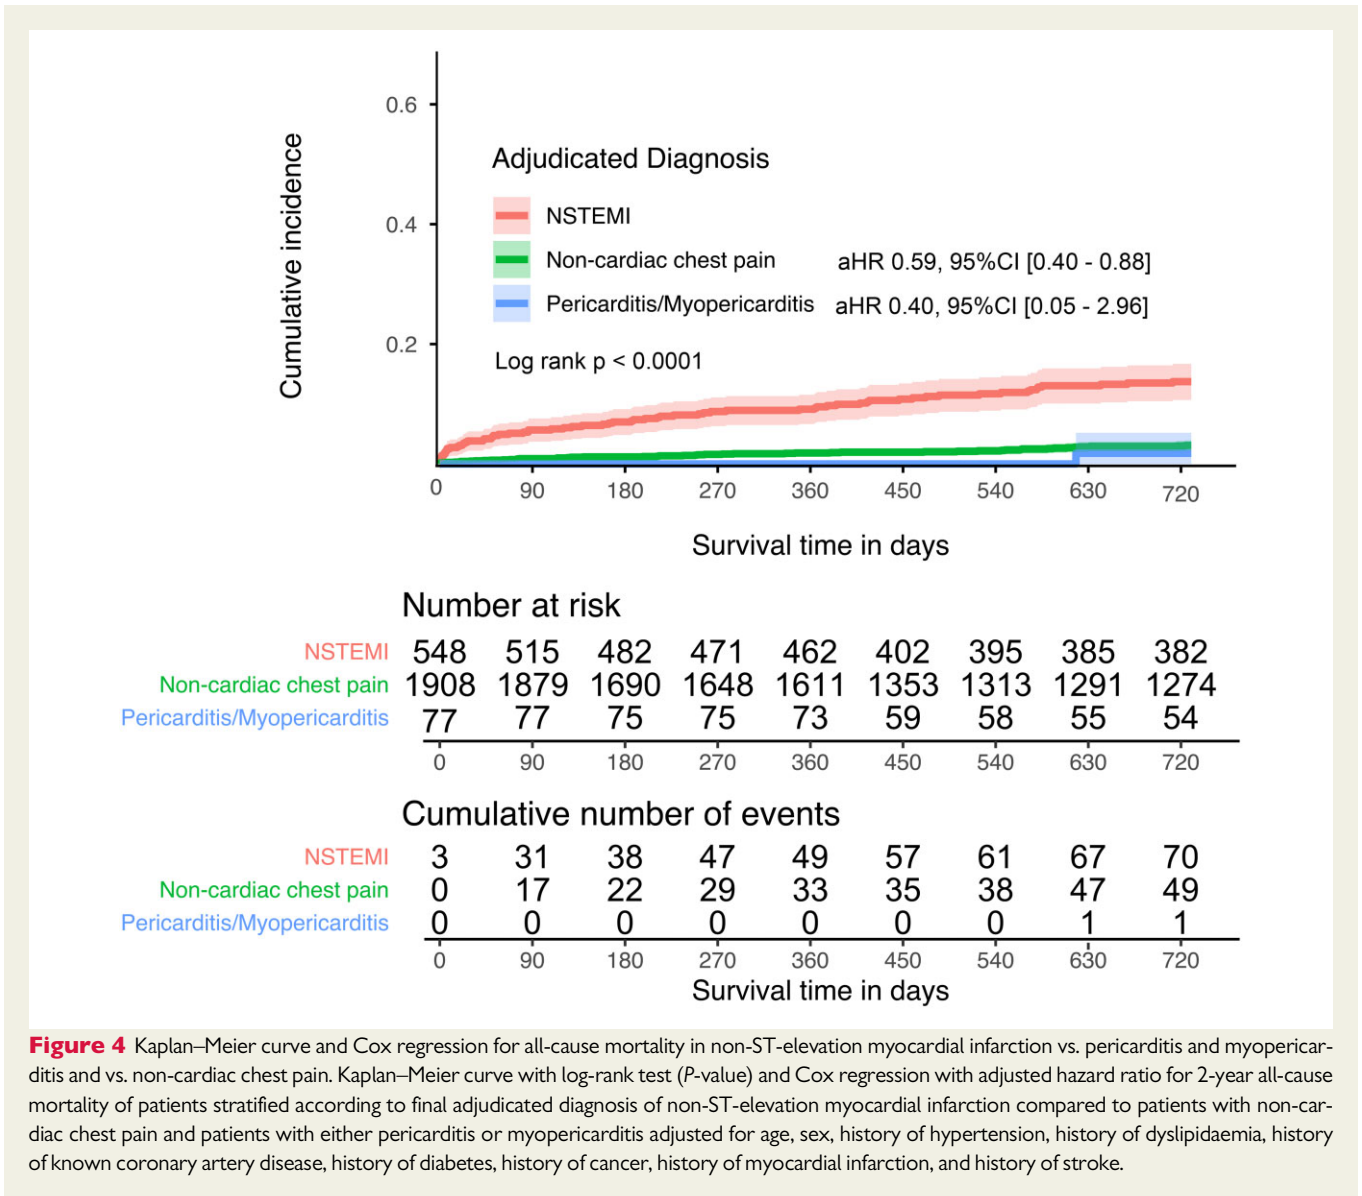 Cumulative incidence
0.6
0.4
0.2
Adjudicated Diagnosis
NSTEMI
Non-cardiac chest pain aHR 0.59, 95%CI [0.40 - 0.88]
Pericarditis/Myopericarditis aHR 0.40, 95%CI [0.05 - 2.96]
Log rank p < 0.0001
0 90 180 270 360 450 540 630 720
Survival time in days
Number at risk
NSTEMI 548 515 482 471 462 402 395 385 382
Non-cardiac chest pain 1908 1879 1690 1648 1611 1353 1313 1291 1274
Pericarditis/Myopericarditis 77 77 75 75 73 59 58 55 54
0 90 180 270 360 450 540 630 720
Cumulative number of events
NSTEMI 3 31 38 47 49 57 61 67 70
Non-cardiac chest pain 0 17 22 29 33 35 38 47 49
Pericarditis/Myopericarditis 0 0 0 0 0 0 0 1 1
0 90 180 270 360 450 540 630 720
Survival time in days
Figure 4 Kaplan–Meier curve and Cox regression for all-cause mortality in non-ST-elevation myocardial infarction vs. pericarditis and myopericar-
ditis and vs. non-cardiac chest pain. Kaplan–Meier curve with log-rank test (P-value) and Cox regression with adjusted hazard ratio for 2-year all-cause
mortality of patients stratified according to final adjudicated diagnosis of non-ST-elevation myocardial infarction compared to patients with non-car-
diac chest pain and patients with either pericarditis or myopericarditis adjusted for age, sex, history of hypertension, history of dyslipidaemia, history
of known coronary artery disease, history of diabetes, history of cancer, history of myocardial infarction, and history of stroke.